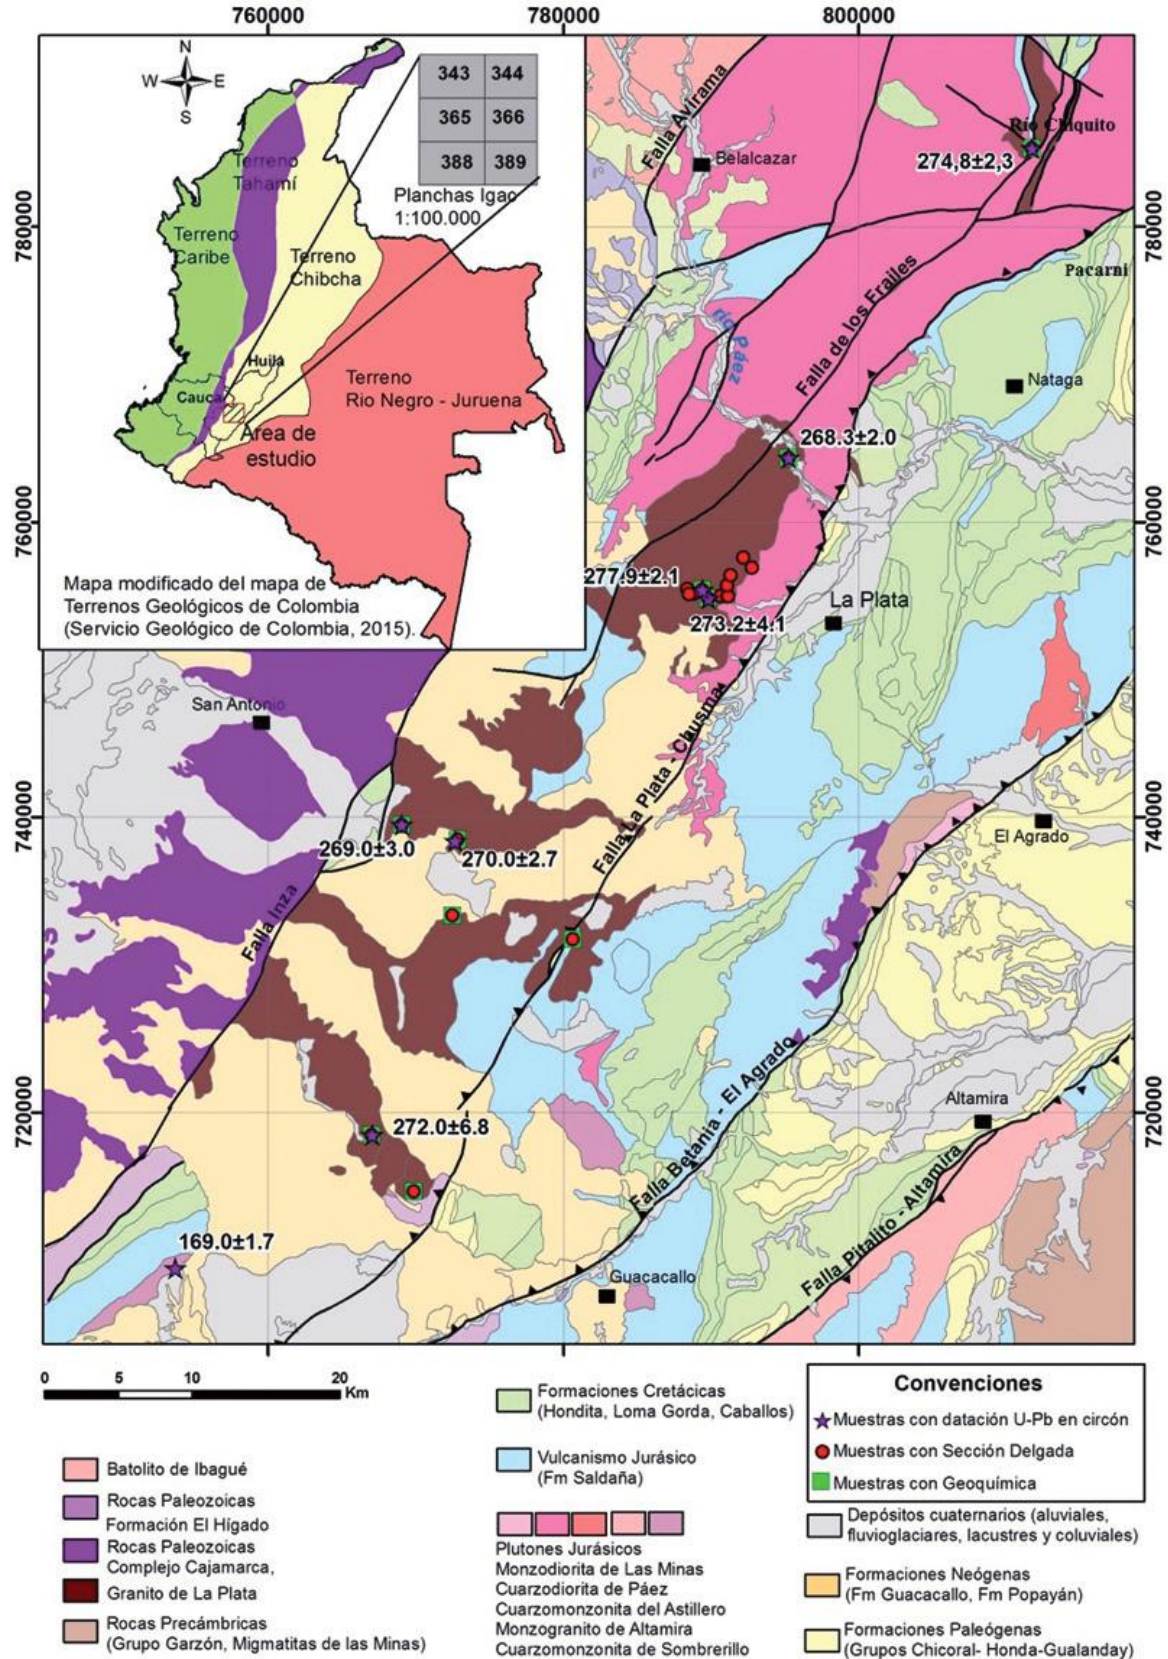 760000
780000
800000
N
W
E
S
343
344
365
366
388
389
Planchas Igac
1:100.000
Terreno
Tahamí
Terreno
Caribe
Terreno
Chibcha
Huila
Cauca
Terreno
Rio Negro - Juruena
Area de
estudio
Mapa modificado del mapa de
Terrenos Geológicos de Colombia
(Servicio Geológico de Colombia, 2015).
Falla Avirama
Belalcazar
Río Chiquito
274,8±2,3
780000
780000
Pacarni
Falla de los Frailes
río Páez
Nataga
268.3±2.0
760000
760000
277.9±2.1
273.2±4.1
La Plata
San Antonio
Falla La Plata - Chusma
740000
740000
269.0±3.0
270.0±2.7
El Agrado
Falla Inza
Falla Betania - El Agrado
Altamira
720000
720000
272.0±6.8
Falla Pitalito - Altamira
169.0±1.7
Guacacallo
760000
780000
800000
0
5
10
20
Km
Batolito de Ibagué
Rocas Paleozoicas
Formación El Hígado
Rocas Paleozoicas
Complejo Cajamarca,
Granito de La Plata
Rocas Precámbricas
(Grupo Garzón, Migmatitas de las Minas)
Formaciones Cretácicas
(Hondita, Loma Gorda, Caballos)
Vulcanismo Jurásico
(Fm Saldaña)
Plutones Jurásicos
Monzodiorita de Las Minas
Cuarzodiorita de Páez
Cuarzomonzonita del Astillero
Monzogranito de Altamira
Cuarzomonzonita de Sombrerillo
Convenciones
Muestras con datación U-Pb en circón
Muestras con Sección Delgada
Muestras con Geoquímica
Depósitos cuaternarios (aluviales,
fluvioglaciares, lacustres y coluviales)
Formaciones Neógenas
(Fm Guacacallo, Fm Popayán)
Formaciones Paleógenas
(Grupos Chicoral- Honda-Gualanday)